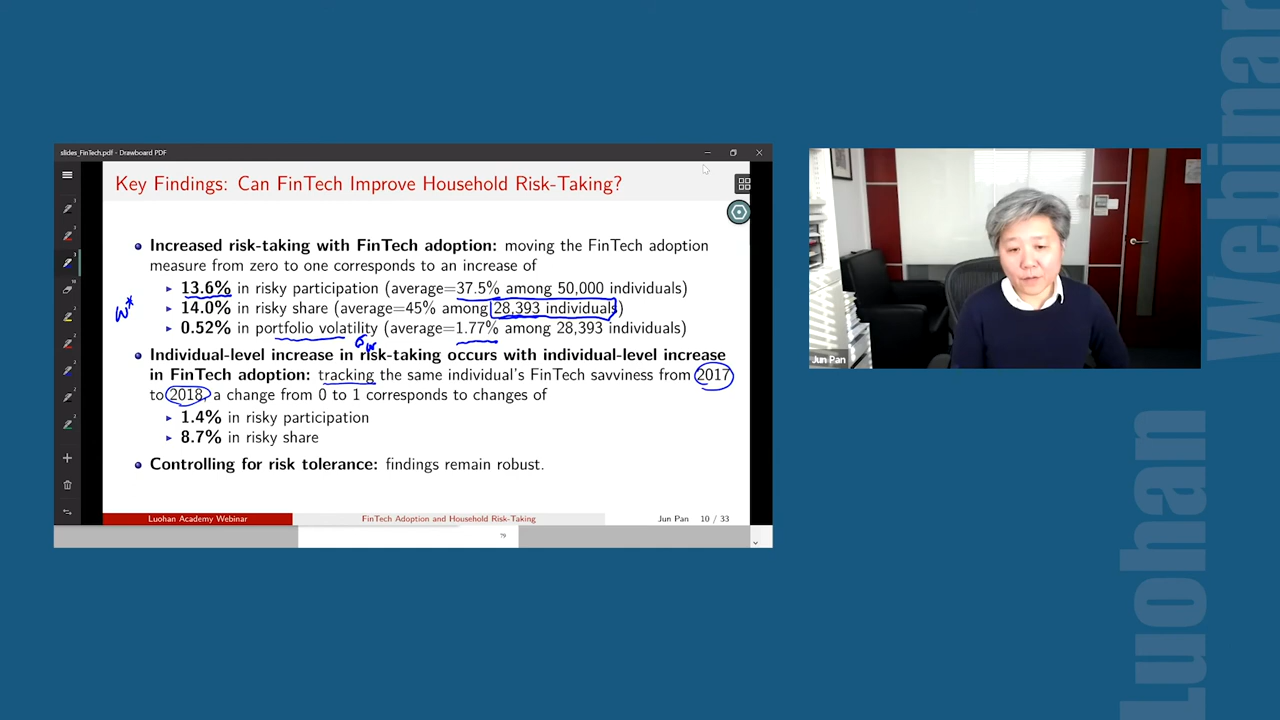 slides_FinTech.pdf - Drawboard PDF
Key Findings: Can FinTech Improve Household Risk-Taking?
Increased risk-taking with FinTech adoption: moving the FinTech adoption
measure from zero to one corresponds to an increase of
13.6% in risky participation (average=37.5% among 50,000 individuals)
14.0% in risky share (average=45% among 28,393 individuals)
w*
0.52% in portfolio volatility (average=1.77% among 28,393 individuals)
σw
Individual-level increase in risk-taking occurs with individual-level increase
in FinTech adoption: tracking the same individual's FinTech savviness from 2017
to 2018, a change from 0 to 1 corresponds to changes of
1.4% in risky participation
8.7% in risky share
Controlling for risk tolerance: findings remain robust.
Luohan Academy Webinar
FinTech Adoption and Household Risk-Taking
Jun Pan 10 / 33
79
Jun Pan
Luohan Webinar